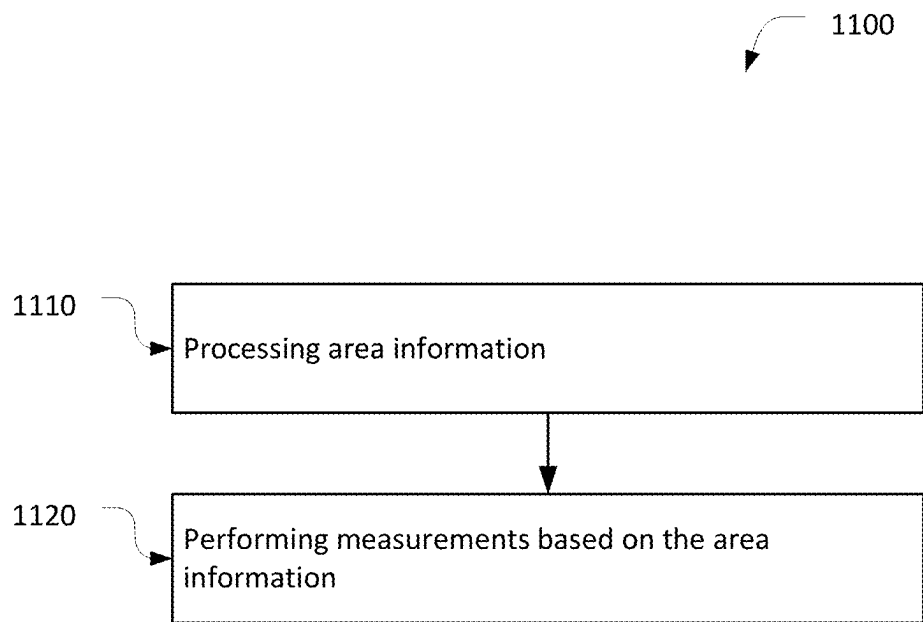 1100
1110
Processing area information
1120
Performing measurements based on the area
information